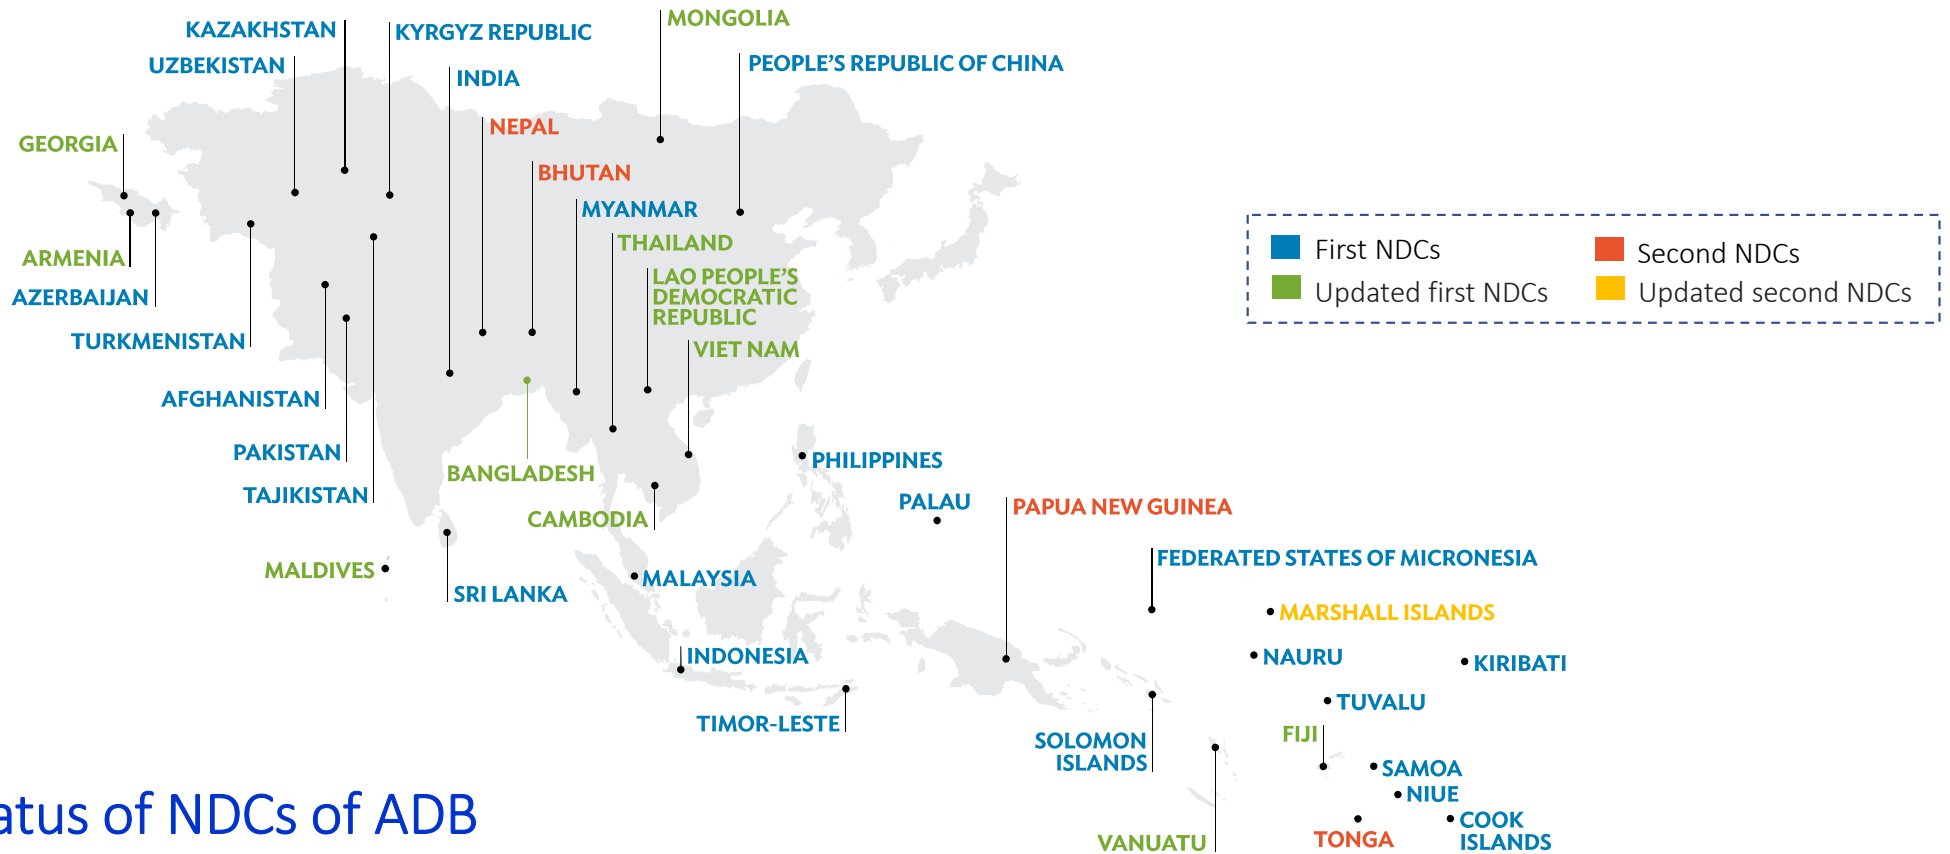 KAZAKHSTAN
KYRGYZ REPUBLIC
MONGOLIA
UZBEKISTAN
INDIA
PEOPLE'S REPUBLIC OF CHINA
NEPAL
GEORGIA
BHUTAN
MYANMAR
THAILAND
ARMENIA
LAO PEOPLE'S
DEMOCRATIC
REPUBLIC
AZERBAIJAN
TURKMENISTAN
VIET NAM
AFGHANISTAN
PAKISTAN
BANGLADESH
TAJIKISTAN
CAMBODIA
MALDIVES
SRI LANKA
MALAYSIA
PHILIPPINES
PALAU
PAPUA NEW GUINEA
FEDERATED STATES OF MICRONESIA
MARSHALL ISLANDS
INDONESIA
NAURU
KIRIBATI
TUVALU
TIMOR-LESTE
SOLOMON
ISLANDS
FIJI
SAMOA
NIUE
COOK
ISLANDS
TONGA
VANUATU
First NDCs
Second NDCs
Updated first NDCs
Updated second NDCs
atus of NDCs of ADB